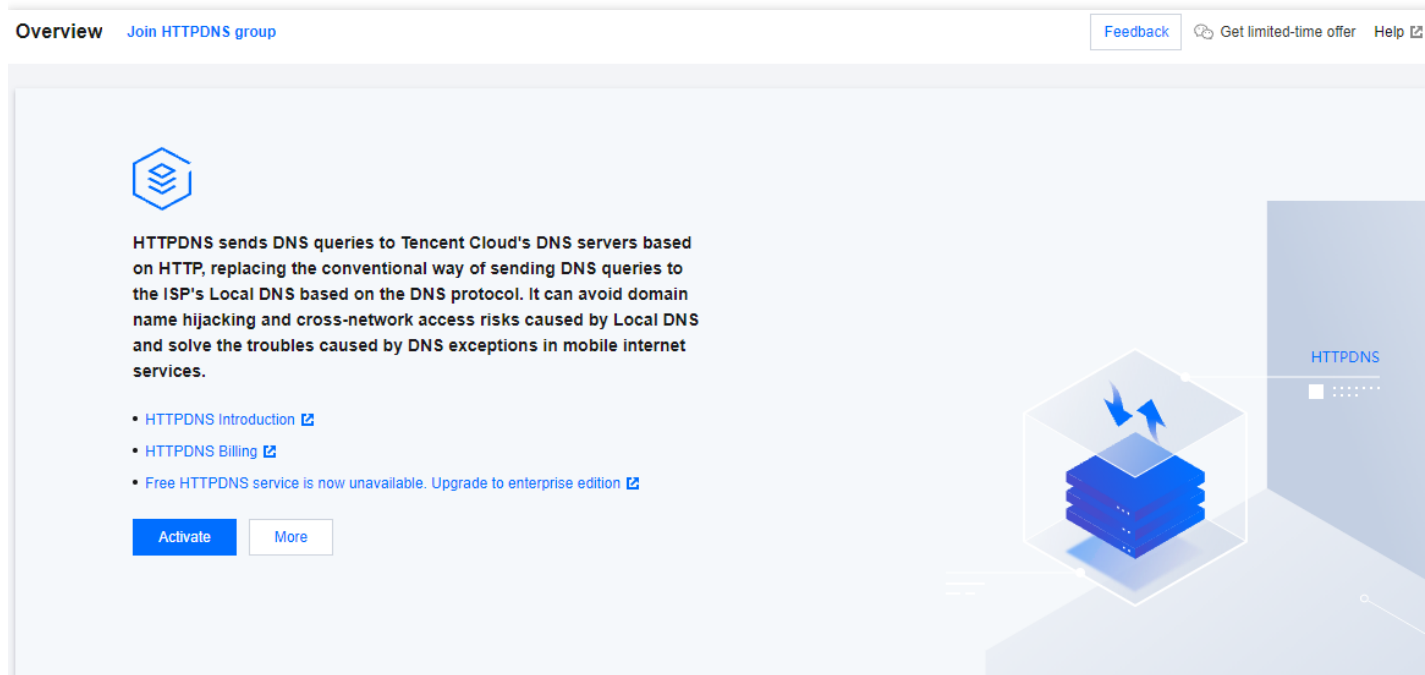 Overview Join HTTPDNS group Feedback Get limited-time offer Help
HTTPDNS sends DNS queries to Tencent Cloud's DNS servers based
on HTTP, replacing the conventional way of sending DNS queries to
the ISP's Local DNS based on the DNS protocol. It can avoid domain
name hijacking and cross-network access risks caused by Local DNS
and solve the troubles caused by DNS exceptions in mobile internet
services.
• HTTPDNS Introduction
• HTTPDNS Billing
• Free HTTPDNS service is now unavailable. Upgrade to enterprise edition
Activate More
HTTPDNS